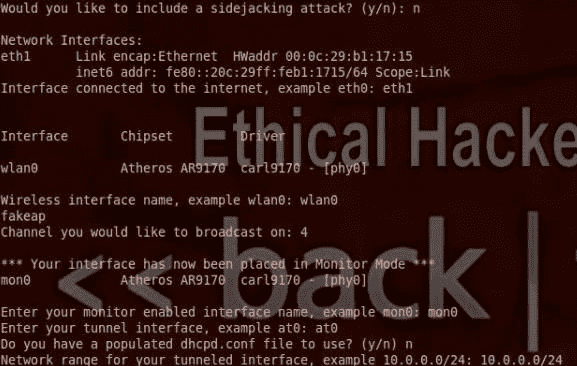 Would you like to include a sidejacking attack? (y/n): n
Network Interfaces:
eth1 Link encap:Ethernet HWaddr 00:0c:29:b1:17:15
inet6 addr: fe80::20c:29ff:feb1:1715/64 Scope:Link
Interface connected to the internet, example eth0: eth1
Interface Chipset Driver
Ethical Hacke
wlan0 Atheros AR9170 carl9170 - [phy0]
Wireless interface name, example wlan0: wlan0
fakeap
Channel you would like to broadcast on: 4
<< back |
*** Your interface has now been placed in Monitor Mode ***
mon0 Atheros AR9170 carl9170 - [phy0]
Enter your monitor enabled interface name, example mon0: mon0
Enter your tunnel interface, example at0: at0
Do you have a populated dhcpd.conf file to use? (y/n) n
Network range for your tunneled interface, example 10.0.0.0/24: 10.0.0.0/24